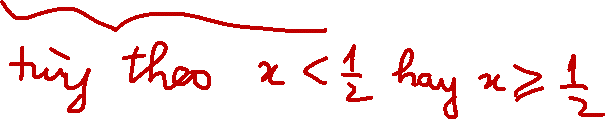 tùy theo x < 1/2 hay x ⩾ 1/2